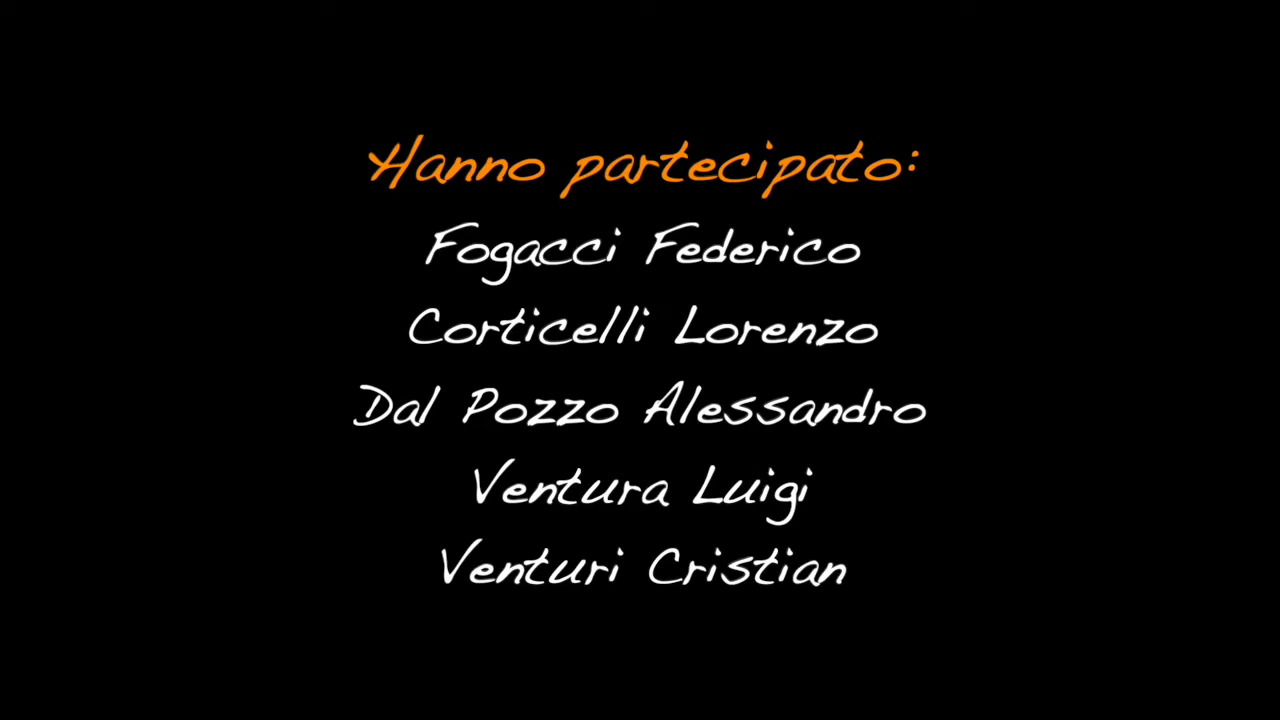 Hanno partecipato:
Fogacci Federico
Corticelli Lorenzo
Dal Pozzo Alessandro
Ventura Luigi
Venturi Cristian